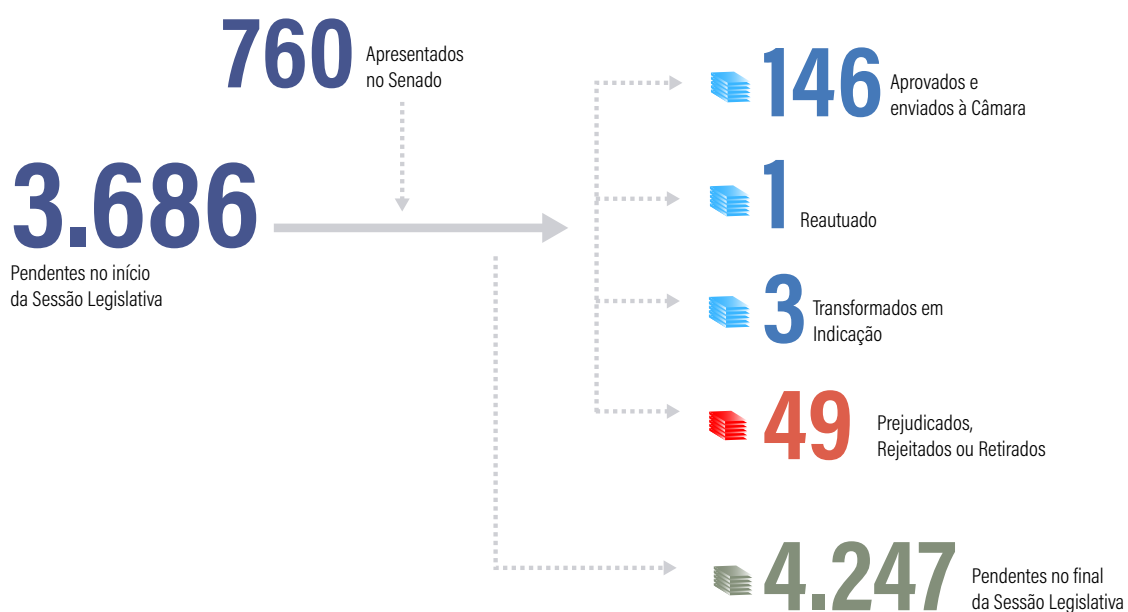 760
Apresentados
no Senado
3.686
Pendentes no início
da Sessão Legislativa
146
Aprovados e
enviados à Câmara
1
Reautuado
3
Transformados em
Indicação
49
Prejudicados,
Rejeitados ou Retirados
4.247
Pendentes no final
da Sessão Legislativa